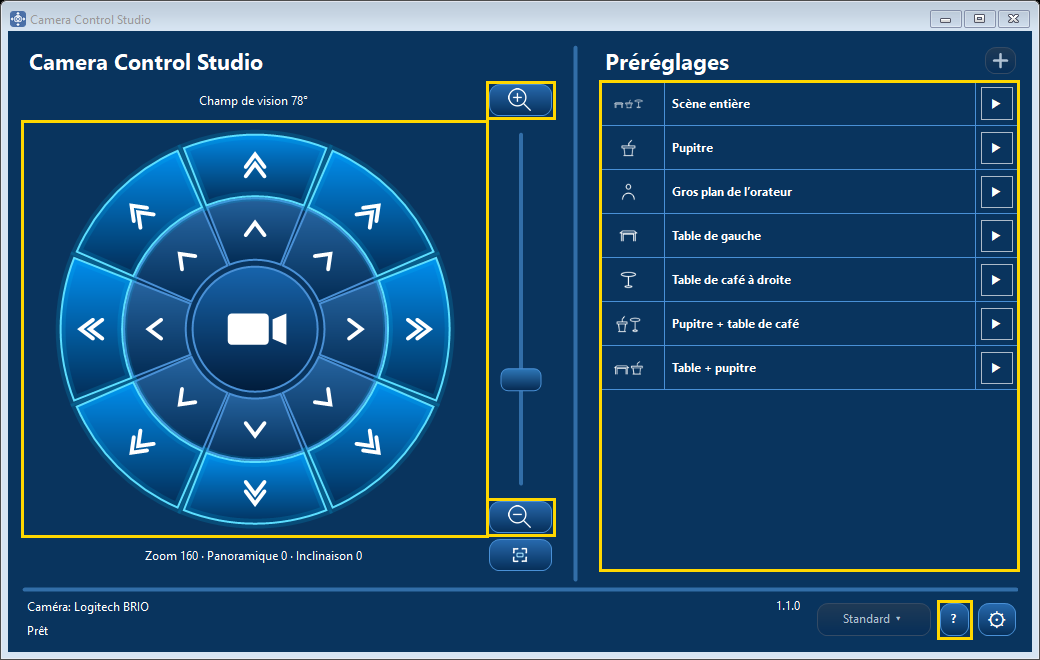 Camera Control Studio
Camera Control Studio
Champ de vision 78°
Zoom 160 · Panoramique 0 · Inclinaison 0
Préréglages
Scène entière
Pupitre
Gros plan de l’orateur
Table de gauche
Table de café à droite
Pupitre + table de café
Table + pupitre
Caméra: Logitech BRIO
Prêt
1.1.0
Standard
?